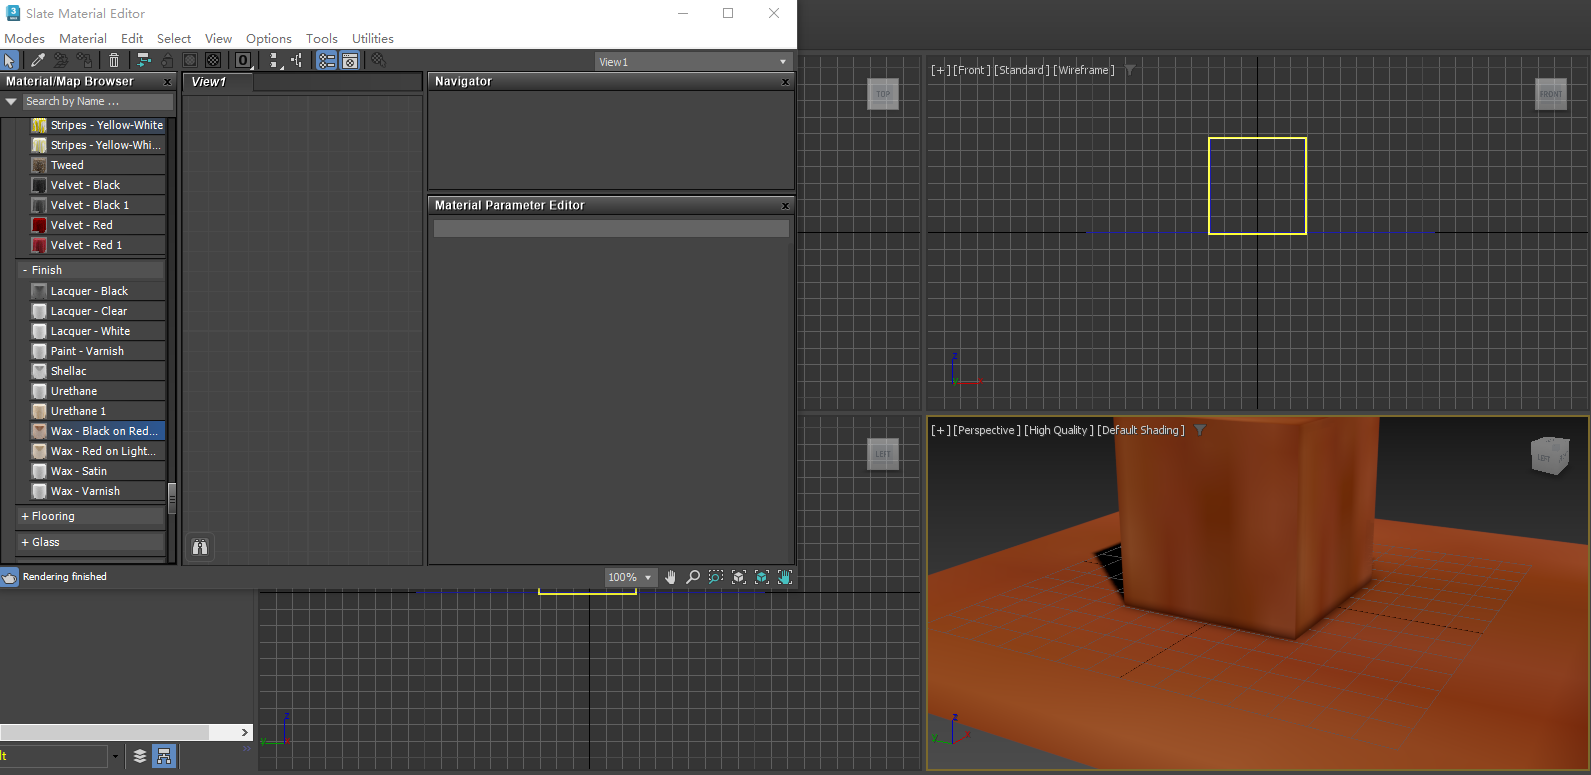 Slate Material Editor
Modes Material Edit Select View Options Tools Utilities
View1
Material/Map Browser
Search by Name ...
Stripes - Yellow-White
Stripes - Yellow-Whi...
Tweed
Velvet - Black
Velvet - Black 1
Velvet - Red
Velvet - Red 1
- Finish
Lacquer - Black
Lacquer - Clear
Lacquer - White
Paint - Varnish
Shellac
Urethane
Urethane 1
Wax - Black on Red...
Wax - Red on Light...
Wax - Satin
Wax - Varnish
+ Flooring
+ Glass
Rendering finished
View1
Navigator
Material Parameter Editor
100%
TOP
[+] [Front ] [Standard ] [Wireframe ]
FRONT
z
y
x
LEFT
z
y
[+] [Perspective ] [High Quality ] [Default Shading ]
LEFT
z
y
x
lt